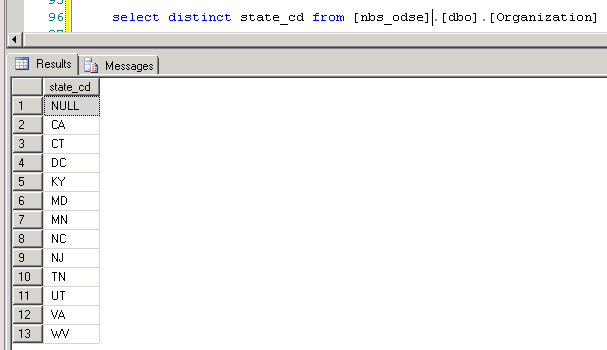 96 select distinct state_cd from [nbs_odse].[dbo].[Organization]
Results Messages
state_cd
1 NULL
2 CA
3 CT
4 DC
5 KY
6 MD
7 MN
8 NC
9 NJ
10 TN
11 UT
12 VA
13 WV